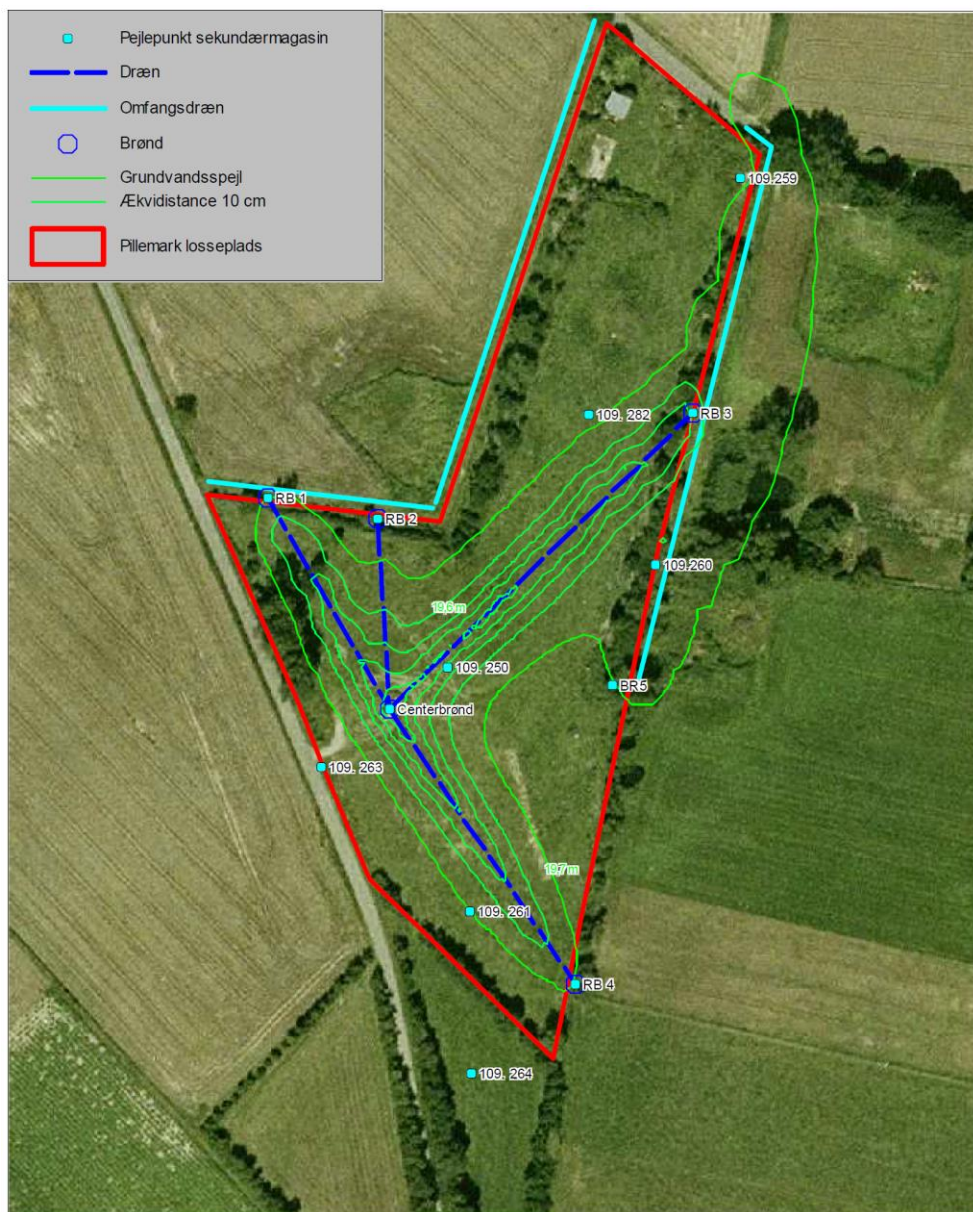 Pejlepunkt sekundærmagasin
Dræn
Omfangsdræn
Brønd
Grundvandsspejl
Ækvidistance 10 cm
Pillemark losseplads
109.259
109. 282
RB 3
RB 1
RB 2
109.260
19,6 m
109. 250
BR5
Centerbrønd
109. 263
19,7 m
109. 261
RB 4
109. 264